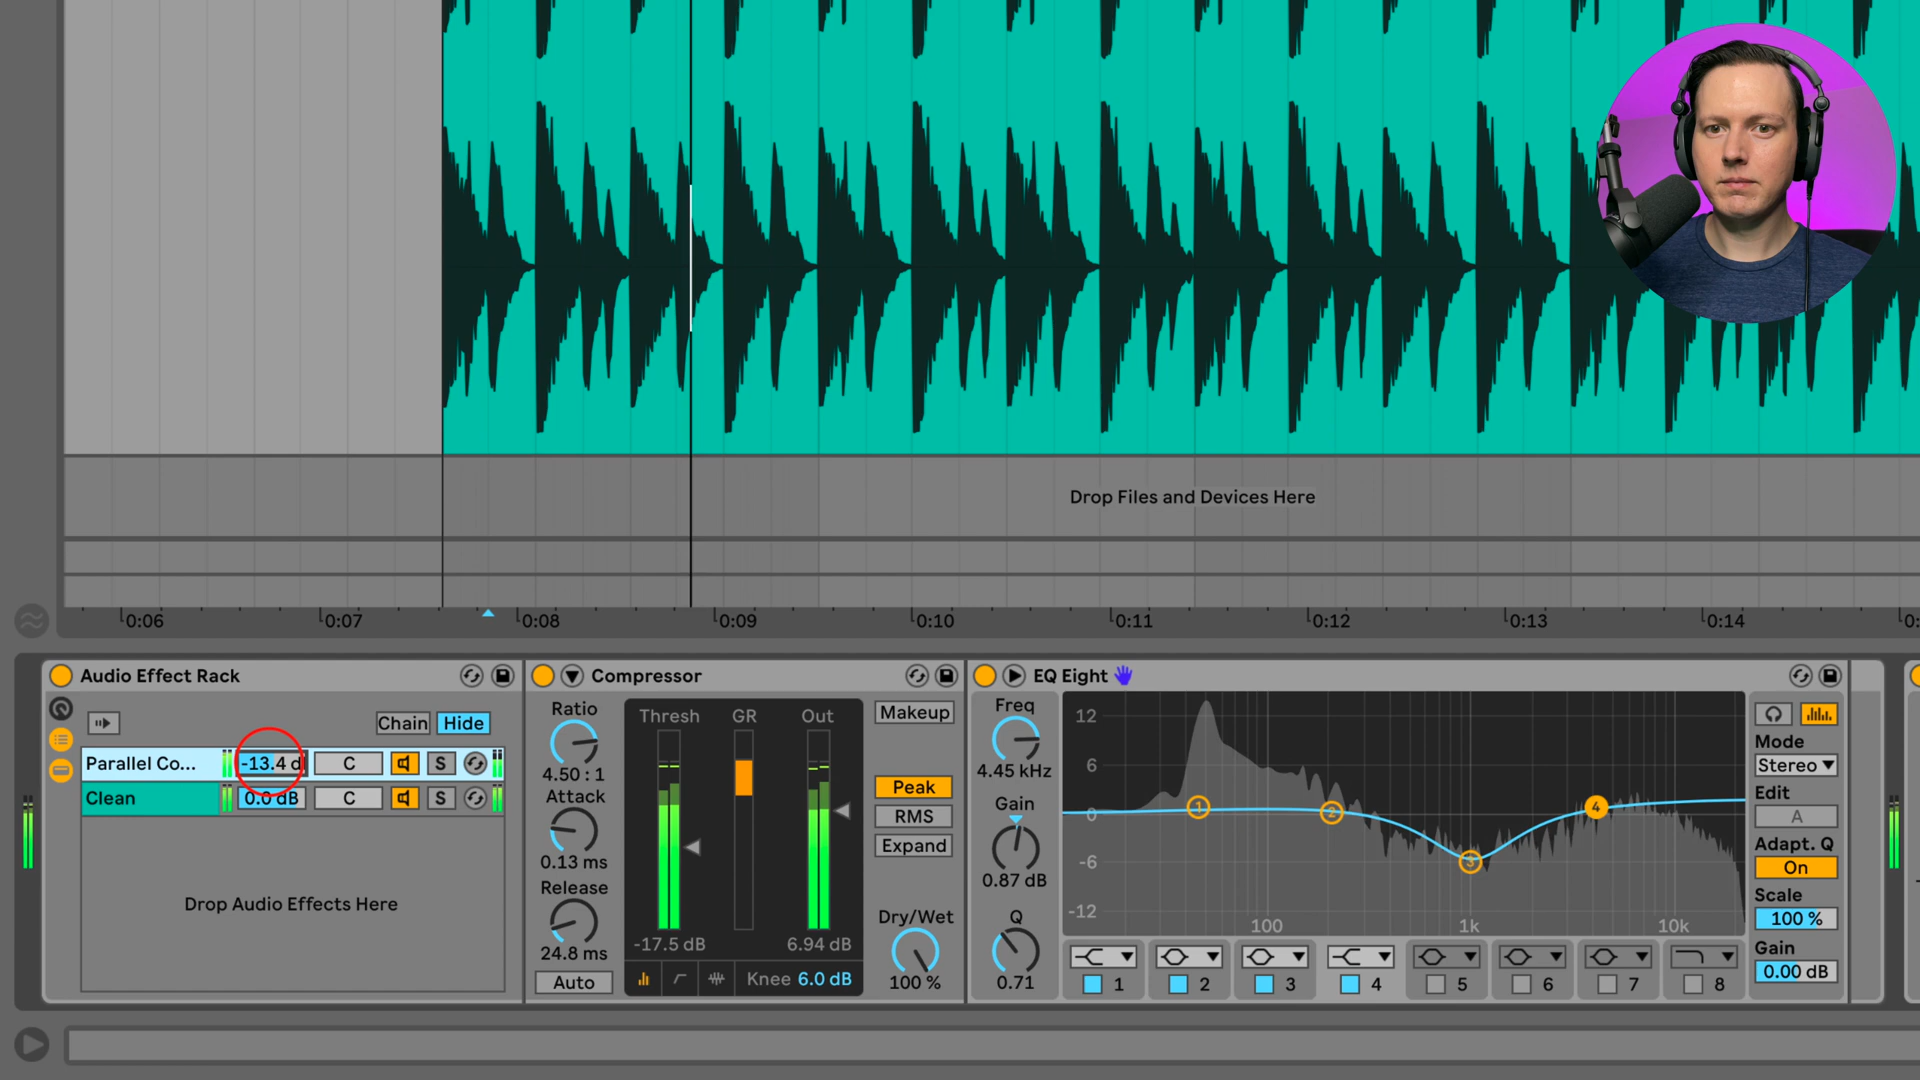 Drop Files and Devices Here
0:06 0:07 0:08 0:09 0:10 0:11 0:12 0:13 0:14 0:
Audio Effect Rack
Chain Hide
Parallel Co... -13.4 d C S
Clean 0.0 dB C S
Drop Audio Effects Here
Compressor
Ratio
4.50 : 1
Attack
0.13 ms
Release
24.8 ms
Auto
Thresh GR Out
-17.5 dB 6.94 dB
Knee 6.0 dB
Makeup
Peak
RMS
Expand
Dry/Wet
100 %
EQ Eight
Freq
4.45 kHz
Gain
0.87 dB
Q
0.71
12
6
0
-6
-12
1 2 3 4
100 1k 10k
1 2 3 4 5 6 7 8
Mode
Stereo
Edit
A
Adapt. Q
On
Scale
100 %
Gain
0.00 dB